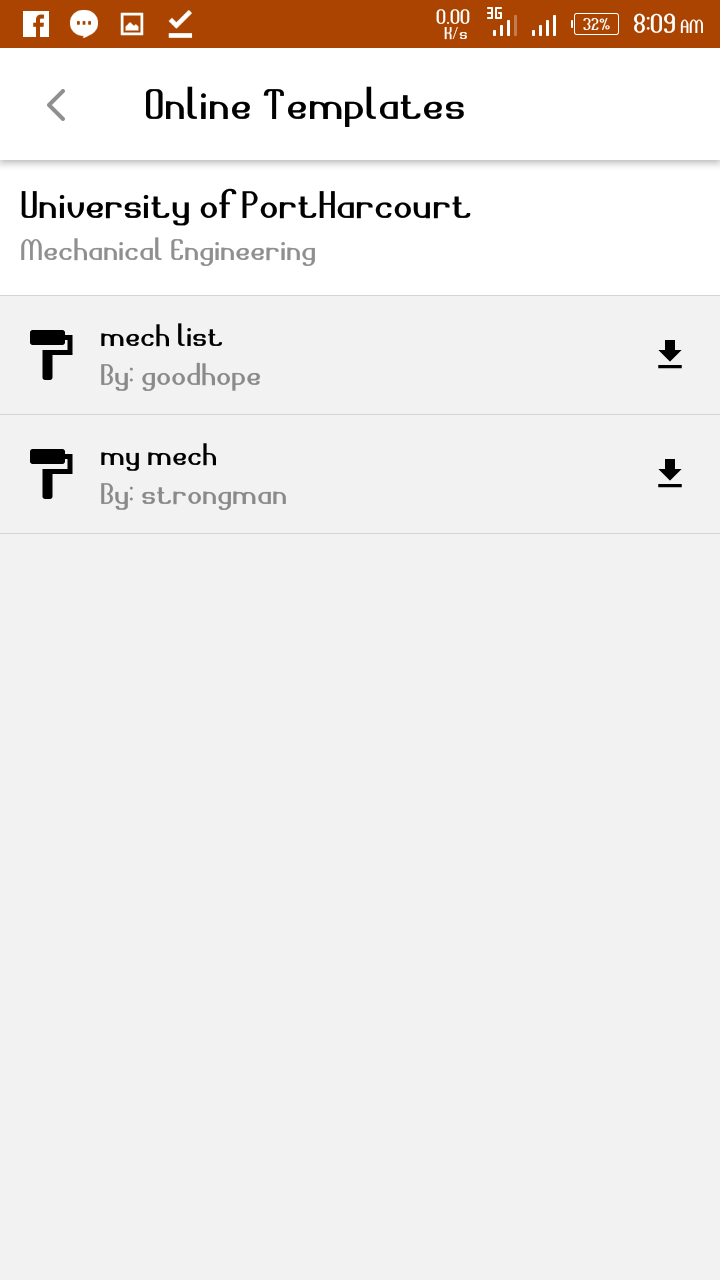 0.00
K/s
3G
32%
8:09 AM
Online Templates
University of PortHarcourt
Mechanical Engineering
mech list
By: goodhope
my mech
By: strongman